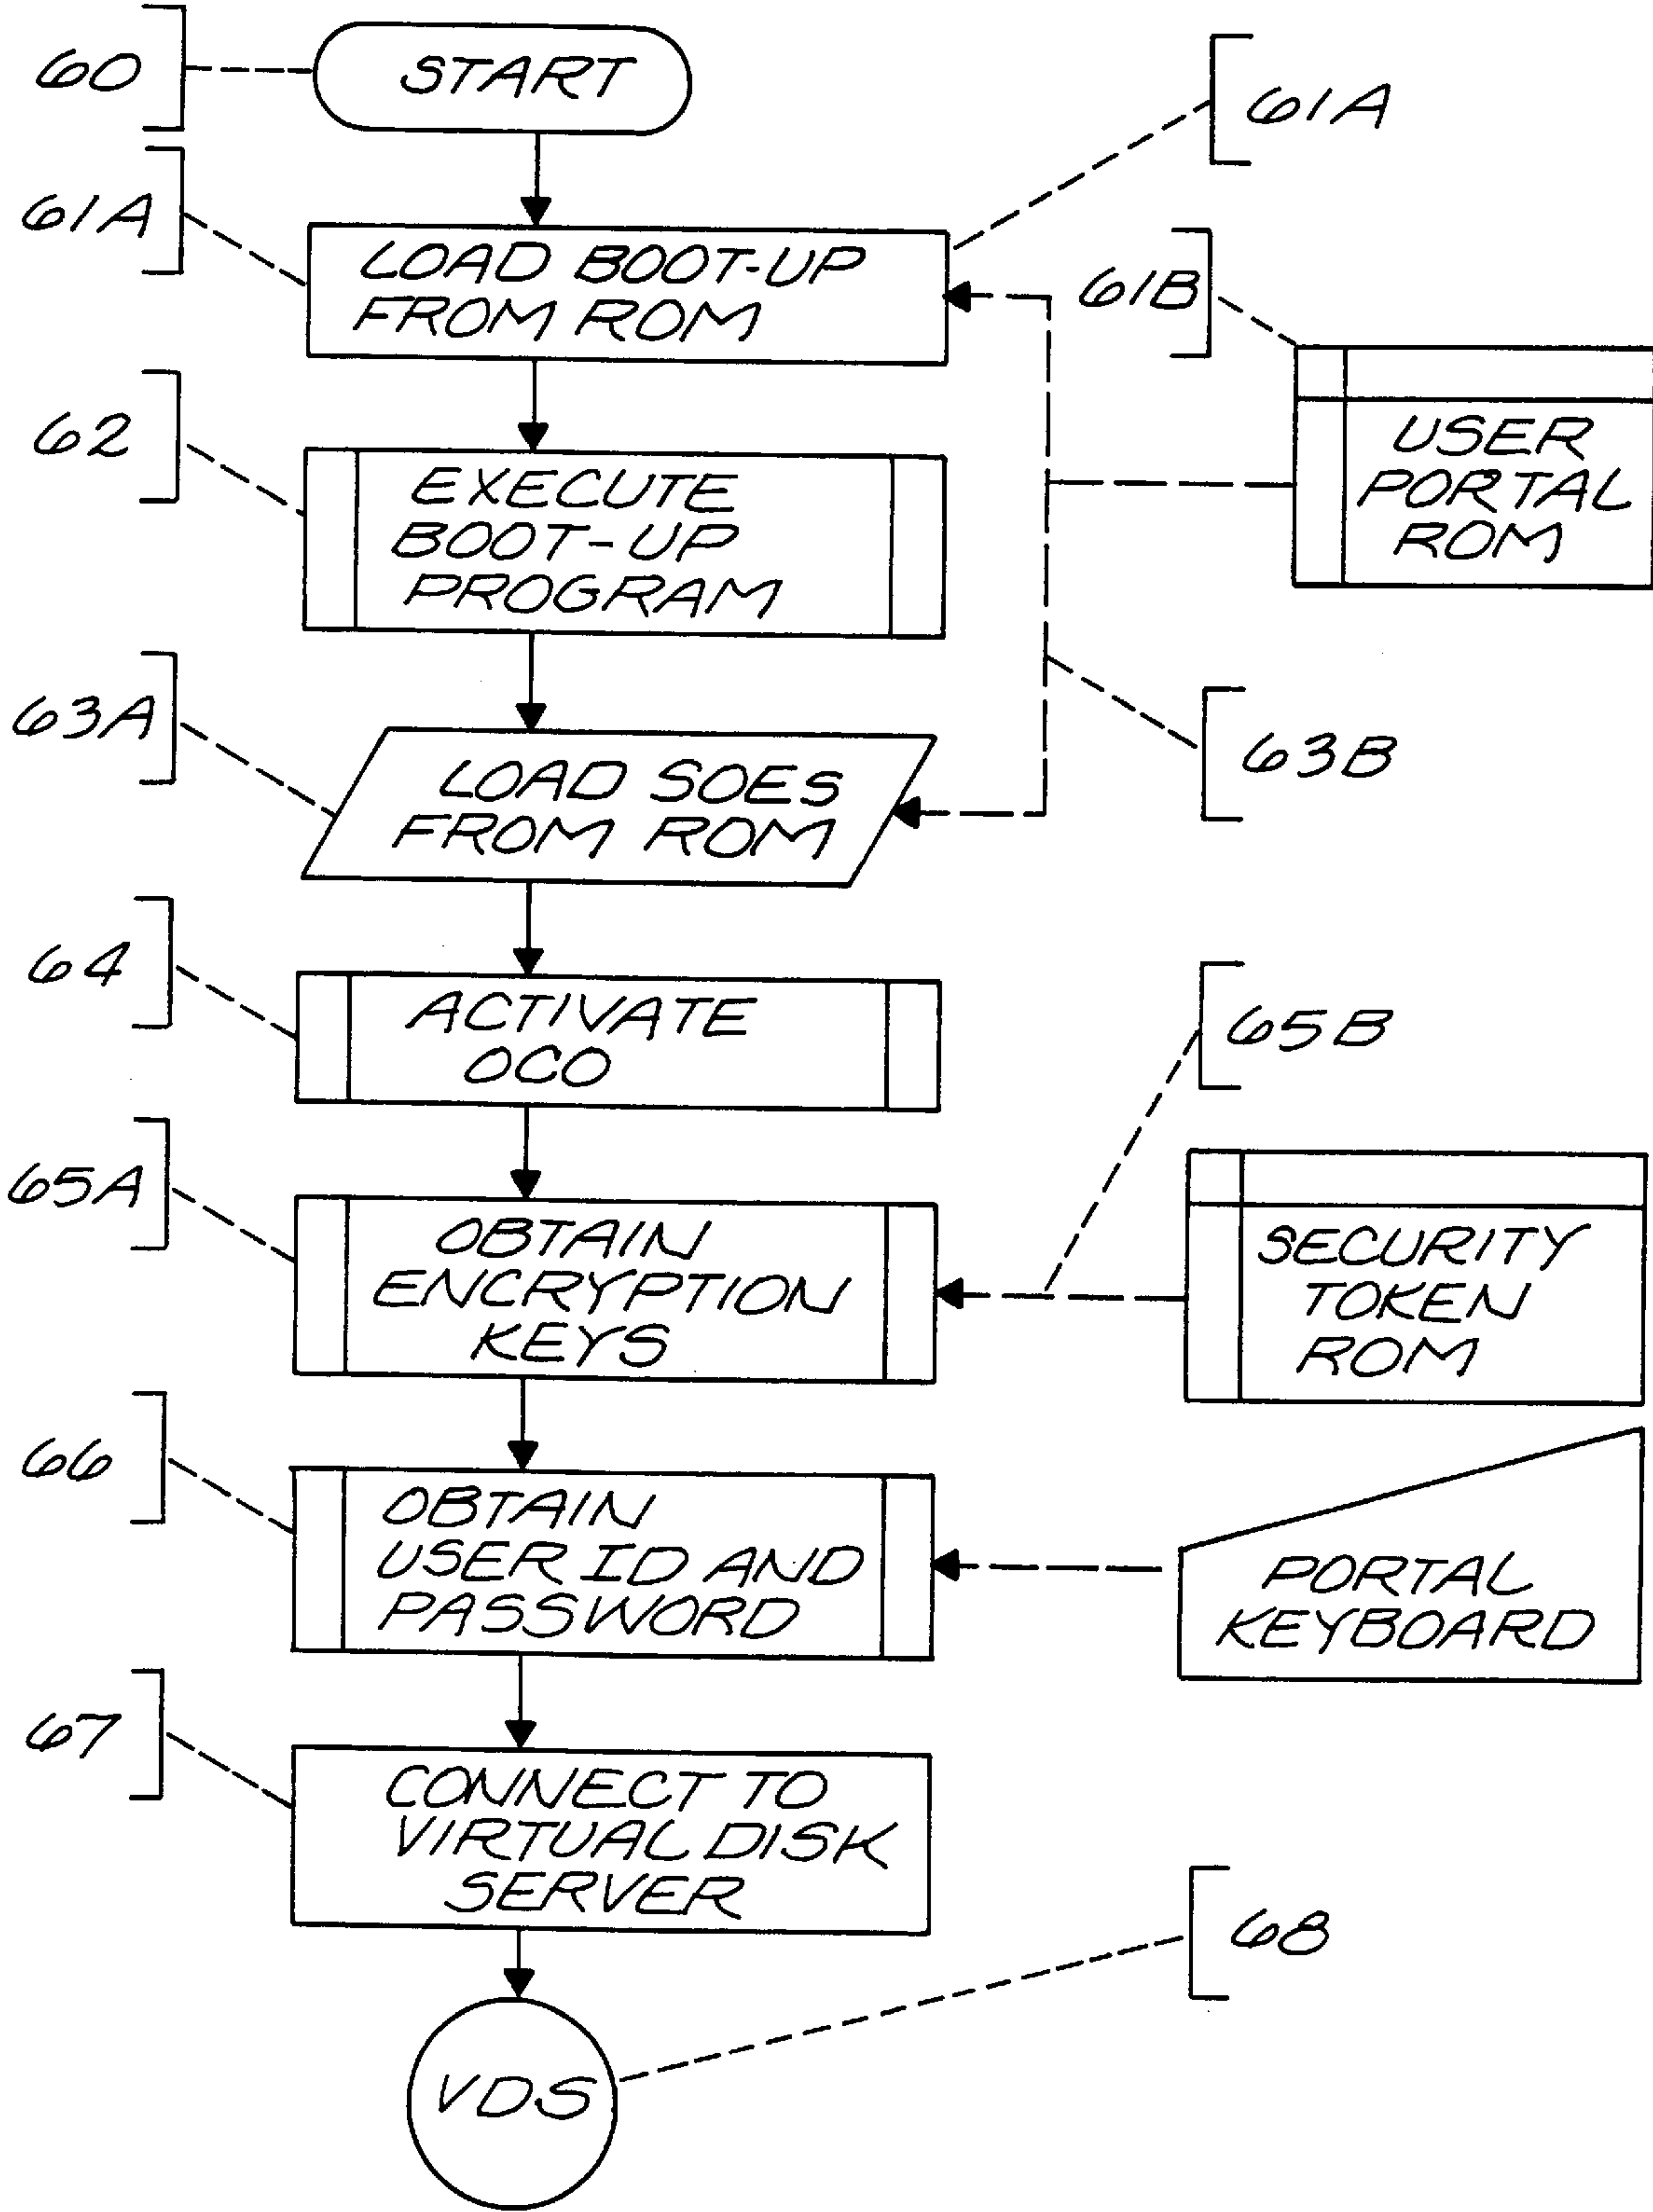 60
START
61A
61A
LOAD BOOT-UP
FROM ROM
61B
USER
PORTAL
ROM
62
EXECUTE
BOOT-UP
PROGRAM
63A
LOAD SOES
FROM ROM
63B
64
ACTIVATE
OCO
65B
65A
OBTAIN
ENCRYPTION
KEYS
SECURITY
TOKEN
ROM
66
OBTAIN
USER ID AND
PASSWORD
PORTAL
KEYBOARD
67
CONNECT TO
VIRTUAL DISK
SERVER
68
VDS